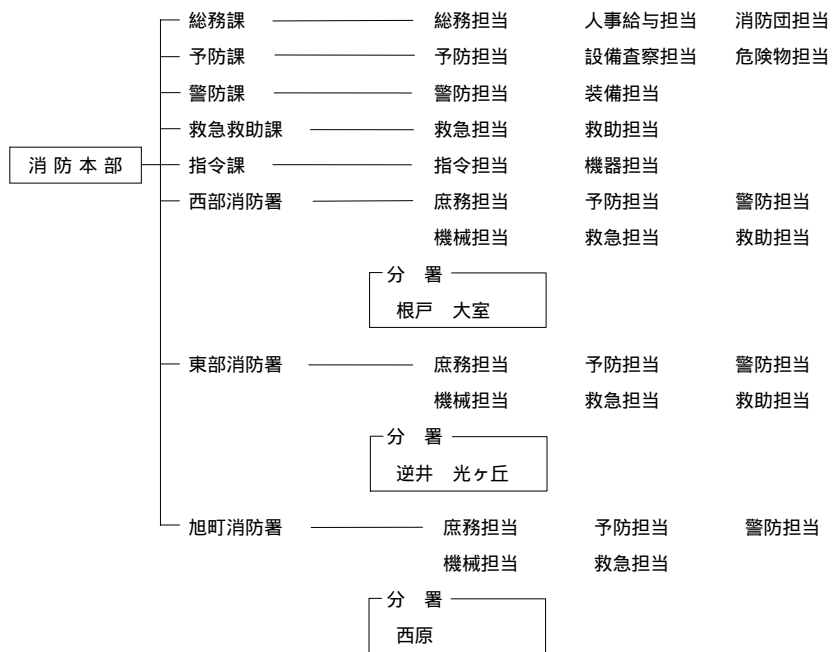 総務課 総務担当 人事給与担当 消防団担当
予防課 予防担当 設備査察担当 危険物担当
警防課 警防担当 装備担当
救急救助課 救急担当 救助担当
消防本部 指令課 指令担当 機器担当
西部消防署 庶務担当 予防担当 警防担当
機械担当 救急担当 救助担当
分 署
根戸 大室
東部消防署 庶務担当 予防担当 警防担当
機械担当 救急担当 救助担当
分 署
逆井 光ヶ丘
旭町消防署 庶務担当 予防担当 警防担当
機械担当 救急担当
分 署
西原